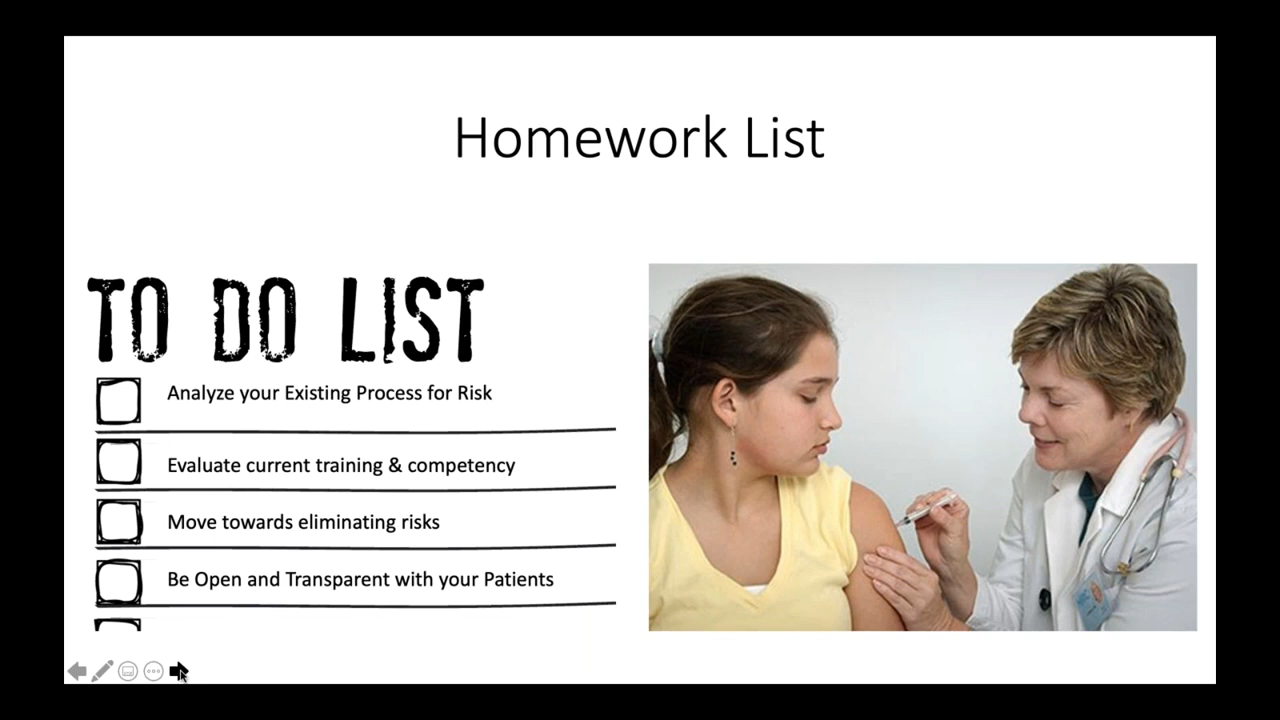 Homework List
TO DO LIST
Analyze your Existing Process for Risk
Evaluate current training & competency
Move towards eliminating risks
Be Open and Transparent with your Patients